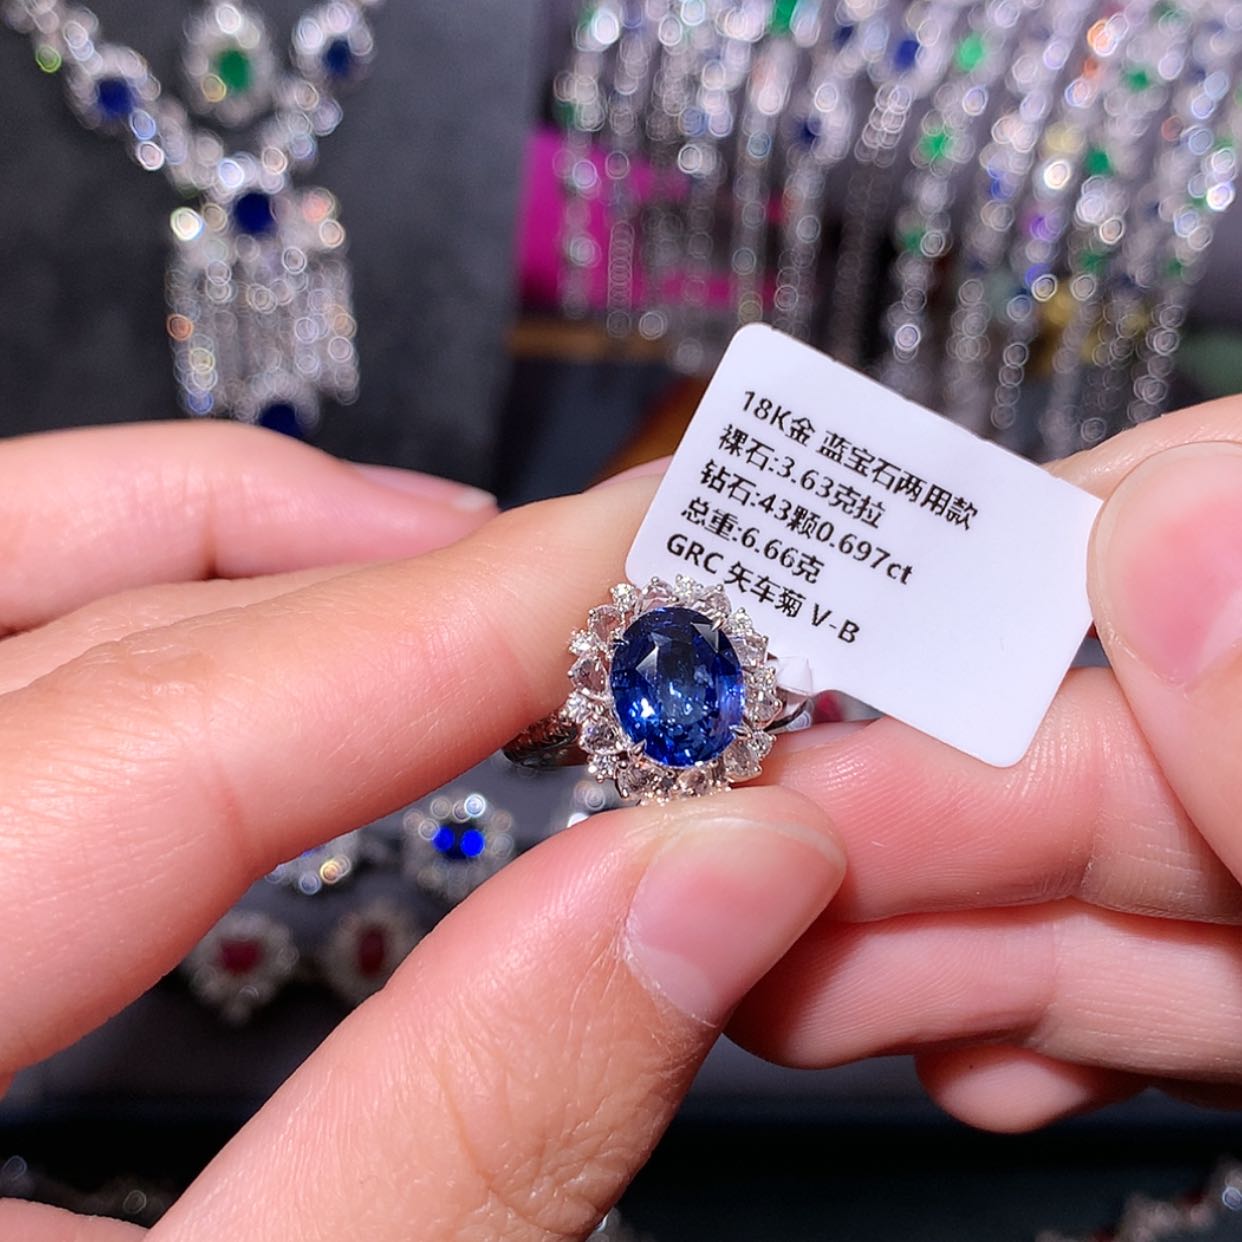 18K金 蓝宝石两用款
裸石:3.63克拉
钻石:43颗0.697ct
总重:6.66克
GRC 矢车菊 V-B